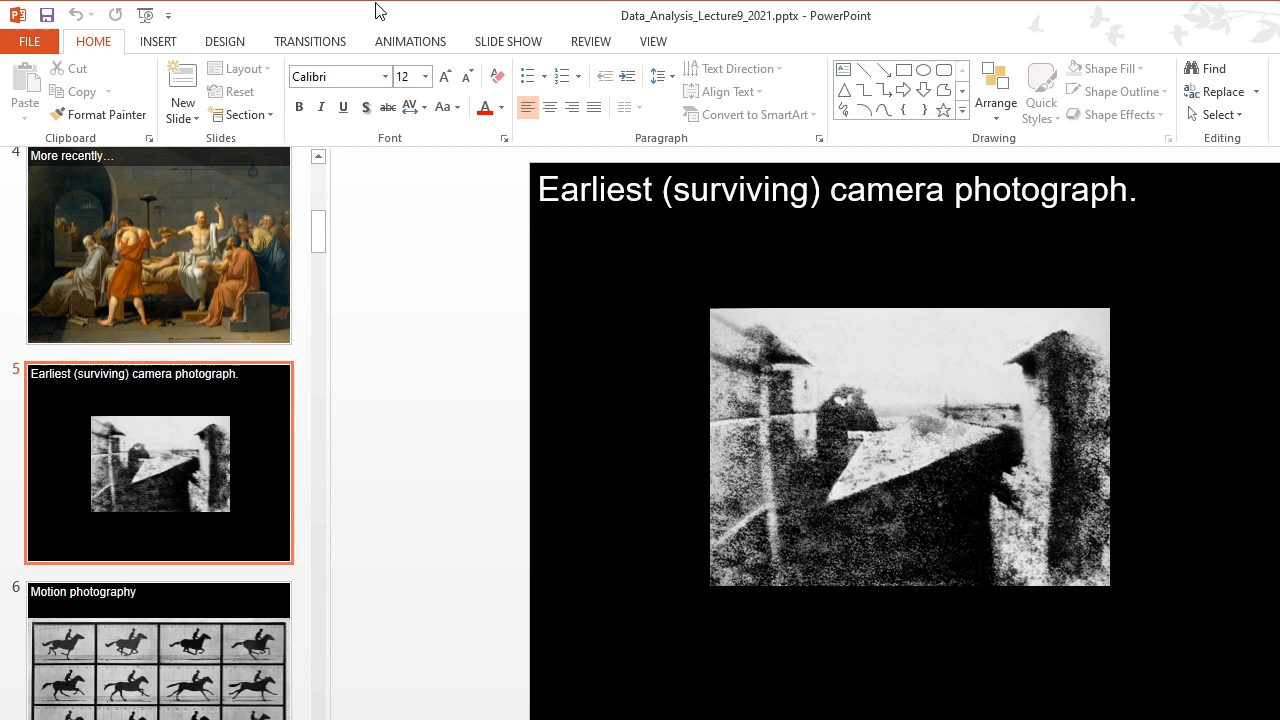 Data_Analysis_Lecture9_2021.pptx - PowerPoint
FILE HOME INSERT DESIGN TRANSITIONS ANIMATIONS SLIDE SHOW REVIEW VIEW
Paste
Cut
Copy
Format Painter
Clipboard
New
Slide
Layout
Reset
Section
Slides
Calibri 12
B I U S abc AV Aa A
Font
Text Direction
Align Text
Convert to SmartArt
Paragraph
Arrange
Quick
Styles
Shape Fill
Shape Outline
Shape Effects
Drawing
Find
Replace
Select
Editing
4
More recently...
5
Earliest (surviving) camera photograph.
6
Motion photography
Earliest (surviving) camera photograph.